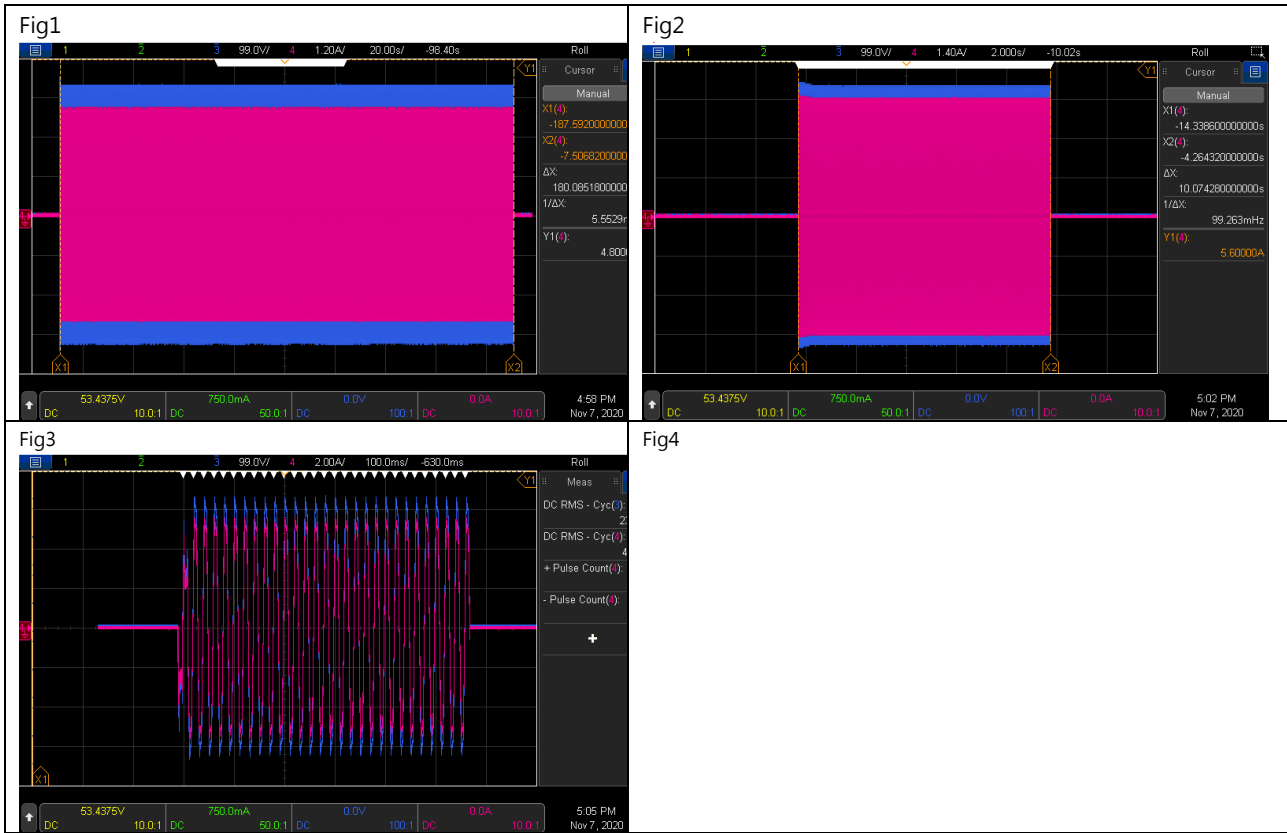 Fig1
1 2 3 99.0V/ 4 1.20A/ 20.00s/ -98.40s Roll
Y1
Cursor
Manual
X1(4):
-187.5920000000
X2(4):
-7.5068200000
ΔX:
180.0851800000
1/ΔX:
5.5529
Y1(4):
4.800
X1 X2
53.4375V 750.0mA 0.0V 0.0A 4:58 PM
DC 10.0:1 DC 50.0:1 DC 100:1 DC 10.0:1 Nov 7, 2020
Fig2
1 2 3 99.0V/ 4 1.40A/ 2.000s/ -10.02s Roll
Y1
Cursor
Manual
X1(4):
-14.338600000000s
X2(4):
-4.264320000000s
ΔX:
10.074280000000s
1/ΔX:
99.263mHz
Y1(4):
5.60000A
X1 X2
53.4375V 750.0mA 0.0V 0.0A 5:02 PM
DC 10.0:1 DC 50.0:1 DC 100:1 DC 10.0:1 Nov 7, 2020
Fig3
1 2 3 99.0V/ 4 2.00A/ 100.0ms/ -630.0ms Roll
Y1
Meas
DC RMS - Cyc(3):
DC RMS - Cyc(4):
4
+ Pulse Count(4):
- Pulse Count(4):
X1
53.4375V 750.0mA 0.0V 0.0A 5:05 PM
DC 10.0:1 DC 50.0:1 DC 100:1 DC 10.0:1 Nov 7, 2020
Fig4